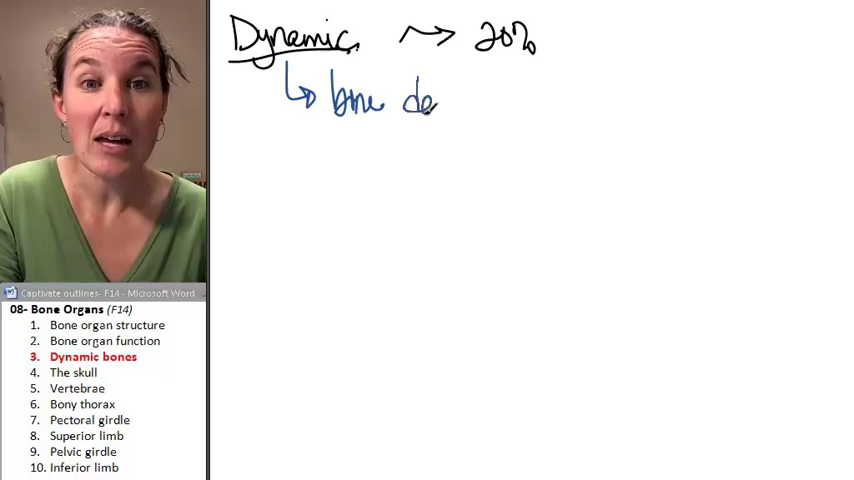 Dynamic 20%
bone de
Captivate outlines- F14 - Microsoft Word
08- Bone Organs (F14)
1. Bone organ structure
2. Bone organ function
3. Dynamic bones
4. The skull
5. Vertebrae
6. Bony thorax
7. Pectoral girdle
8. Superior limb
9. Pelvic girdle
10. Inferior limb